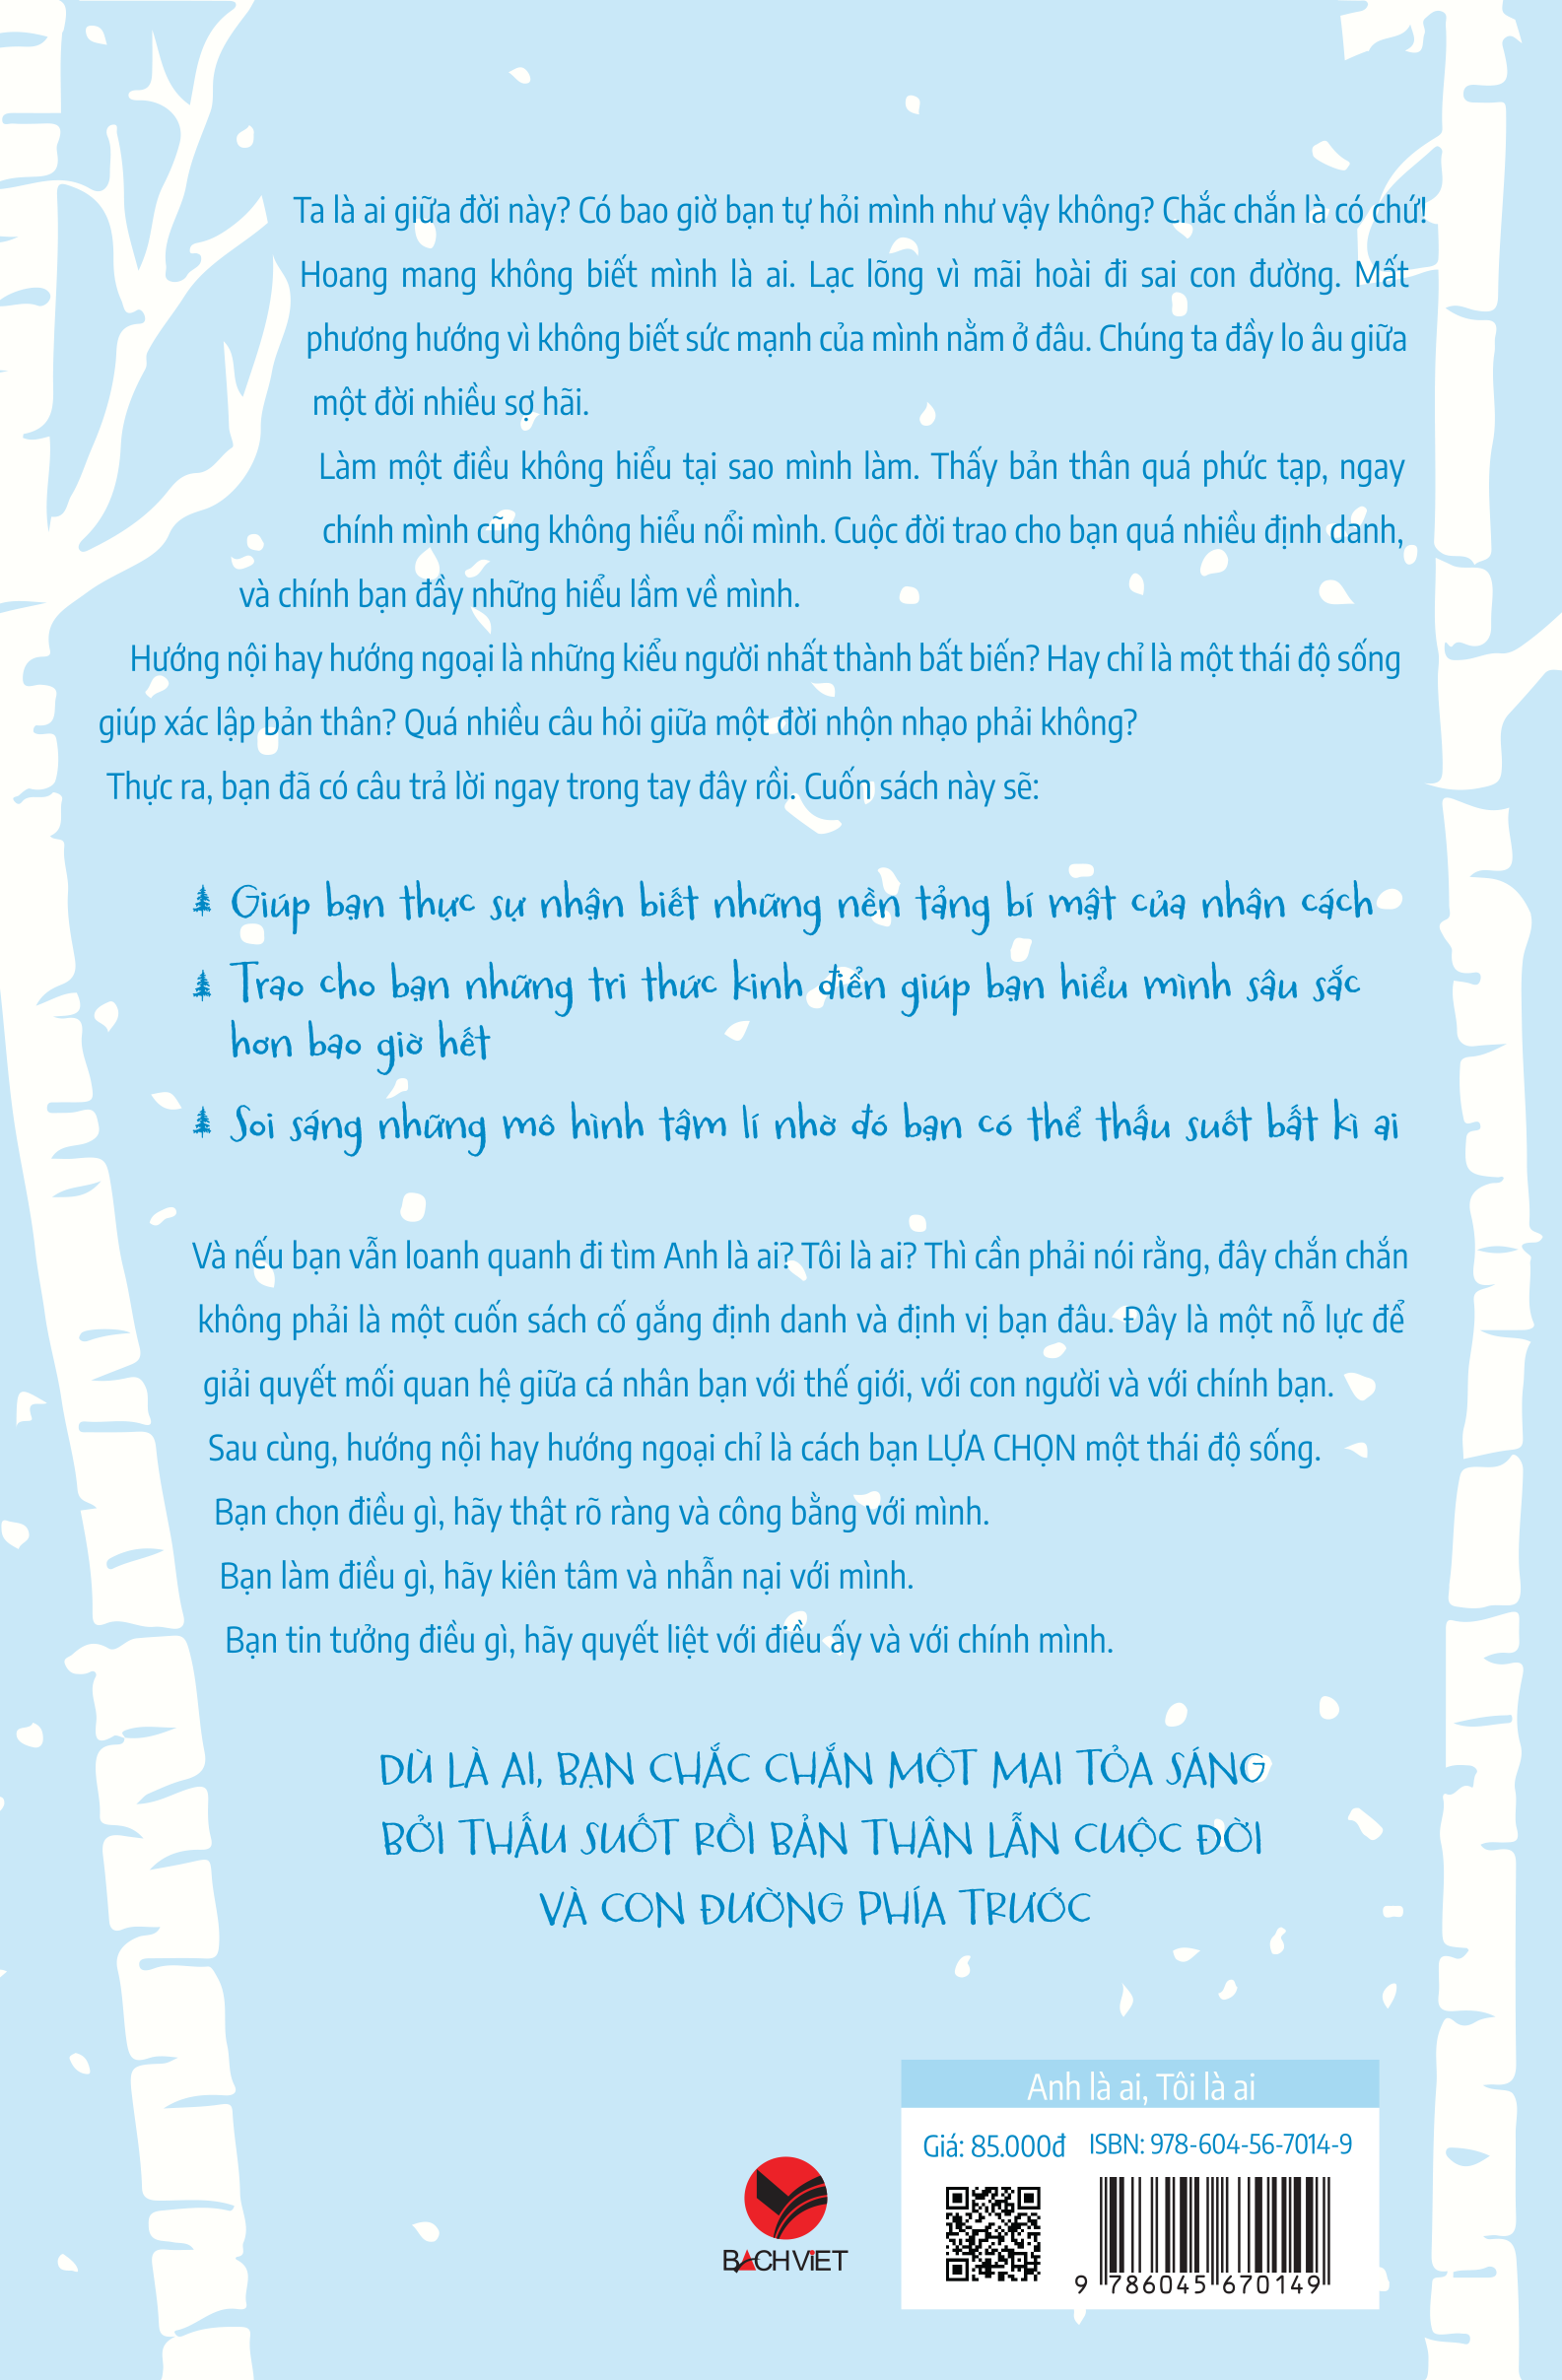 Ta là ai giữa đời này? Có bao giờ bạn tự hỏi mình như vậy không? Chắc chắn là có chứ!
Hoang mang không biết mình là ai. Lạc lõng vì mãi hoài đi sai con đường. Mất
phương hướng vì không biết sức mạnh của mình nằm ở đâu. Chúng ta đầy lo âu giữa
một đời nhiều sợ hãi.
Làm một điều không hiểu tại sao mình làm. Thấy bản thân quá phức tạp, ngay
chính mình cũng không hiểu nổi mình. Cuộc đời trao cho bạn quá nhiều định danh,
và chính bạn đầy những hiểu lầm về mình.
Hướng nội hay hướng ngoại là những kiểu người nhất thành bất biến? Hay chỉ là một thái độ sống
giúp xác lập bản thân? Quá nhiều câu hỏi giữa một đời nhộn nhạo phải không?
Thực ra, bạn đã có câu trả lời ngay trong tay đây rồi. Cuốn sách này sẽ:
Giúp bạn thực sự nhận biết những nền tảng bí mật của nhân cách
Trao cho bạn những tri thức kinh điển giúp bạn hiểu mình sâu sắc
hơn bao giờ hết
Soi sáng những mô hình tâm lí nhờ đó bạn có thể thấu suốt bất kì ai
Và nếu bạn vẫn loanh quanh đi tìm Anh là ai? Tôi là ai? Thì cần phải nói rằng, đây chắn chắn
không phải là một cuốn sách cố gắng định danh và định vị bạn đâu. Đây là một nỗ lực để
giải quyết mối quan hệ giữa cá nhân bạn với thế giới, với con người và với chính bạn.
Sau cùng, hướng nội hay hướng ngoại chỉ là cách bạn LỰA CHỌN một thái độ sống.
Bạn chọn điều gì, hãy thật rõ ràng và công bằng với mình.
Bạn làm điều gì, hãy kiên tâm và nhẫn nại với mình.
Bạn tin tưởng điều gì, hãy quyết liệt với điều ấy và với chính mình.
DÙ LÀ AI, BẠN CHẮC CHẮN MỘT MAI TỎA SÁNG
BỞI THẤU SUỐT RỒI BẢN THÂN LẪN CUỘC ĐỜI
VÀ CON ĐƯỜNG PHÍA TRƯỚC
Anh là ai, Tôi là ai
Giá: 85.000đ ISBN: 978-604-56-7014-9
BACHViET
9 786045 670149